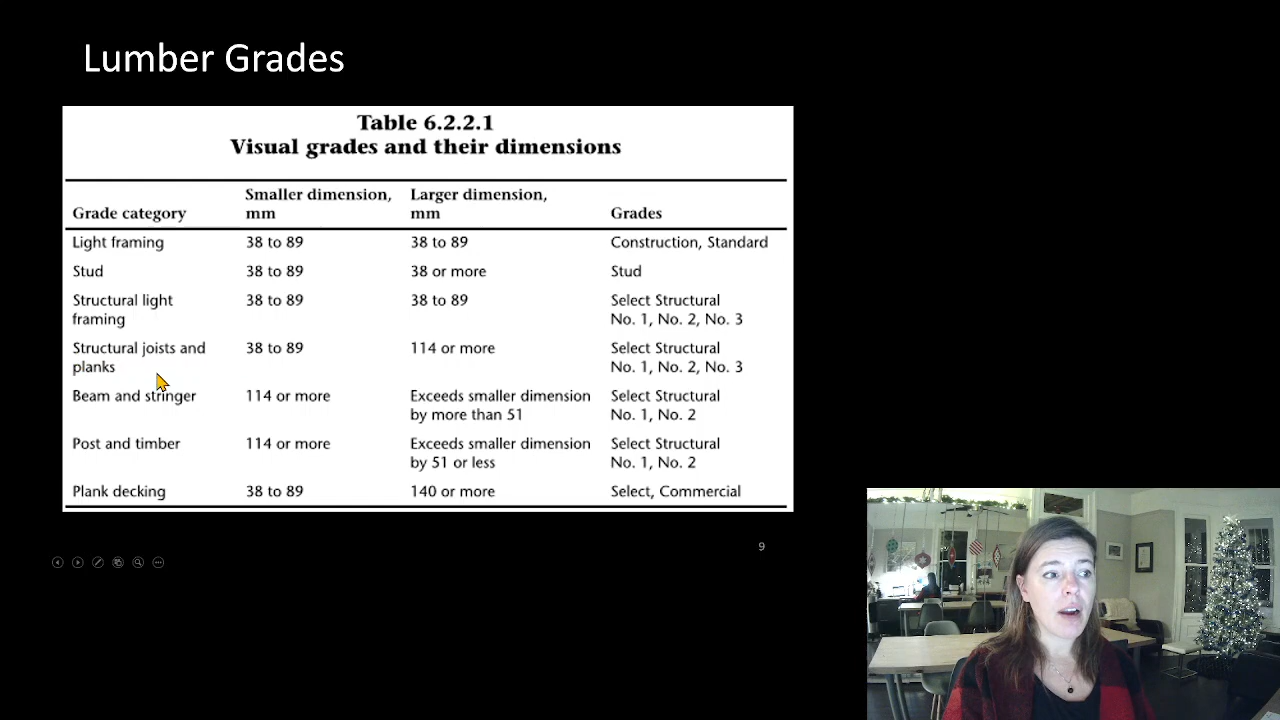 Lumber Grades
Table 6.2.2.1
Visual grades and their dimensions
Grade category
Smaller dimension, mm
Larger dimension, mm
Grades
Light framing 38 to 89 38 to 89 Construction, Standard
Stud 38 to 89 38 or more Stud
Structural light 38 to 89 38 to 89 Select Structural
framing No. 1, No. 2, No. 3
Structural joists and 38 to 89 114 or more Select Structural
planks No. 1, No. 2, No. 3
Beam and stringer 114 or more Exceeds smaller dimension Select Structural
by more than 51 No. 1, No. 2
Post and timber 114 or more Exceeds smaller dimension Select Structural
by 51 or less No. 1, No. 2
Plank decking 38 to 89 140 or more Select, Commercial
9